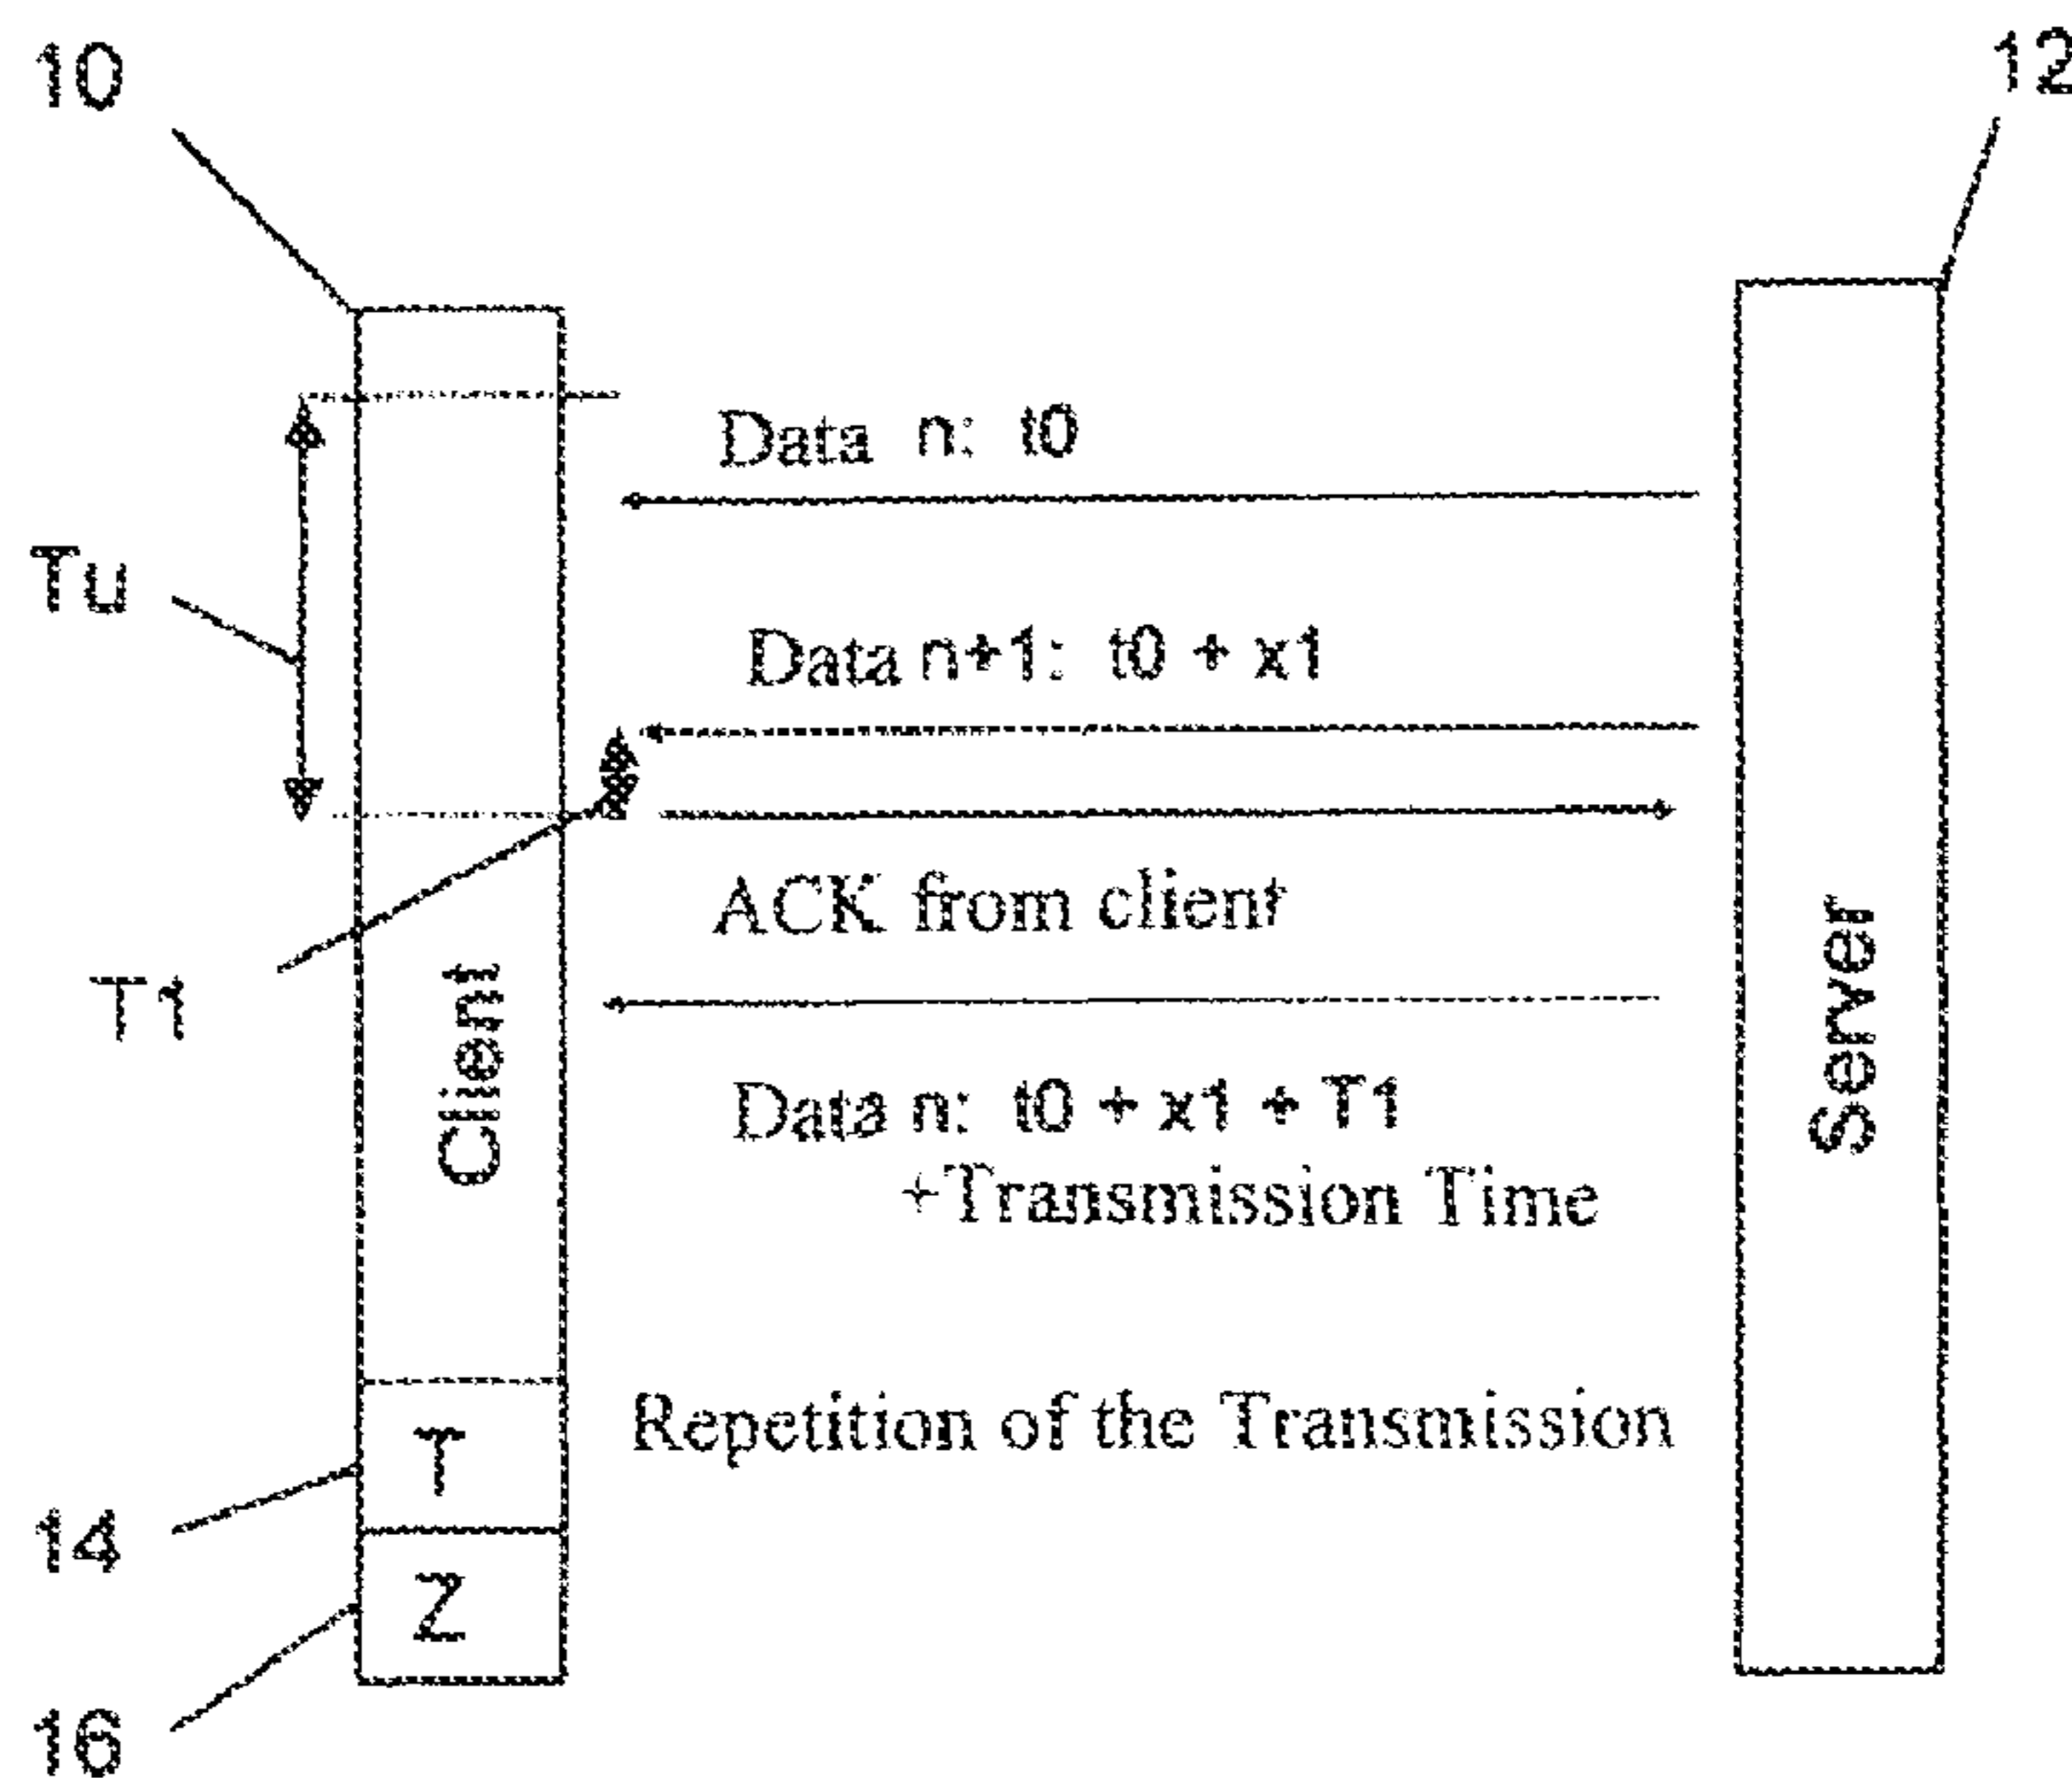 10
12
Data n: t0
Tu
Data n+1: t0 + x1
ACK from client
T1
Client
Server
Data n: t0 + x1 + T1
+Transmission Time
Repetition of the Transmission
T
14
Z
16